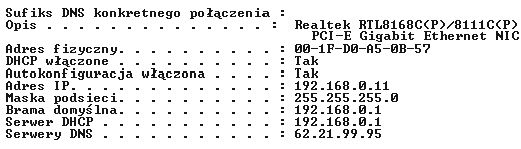 Sufiks DNS konkretnego połączenia :
Opis . . . . . . . . . . . . . . : Realtek RTL8168C(P)/8111C(P)
PCI-E Gigabit Ethernet NIC
Adres fizyczny. . . . . . . . . : 00-1F-D0-A5-0B-57
DHCP włączone . . . . . . . . . : Tak
Autokonfiguracja włączona . . . : Tak
Adres IP. . . . . . . . . . . . : 192.168.0.11
Maska podsieci. . . . . . . . . : 255.255.255.0
Brama domyślna. . . . . . . . . : 192.168.0.1
Serwer DHCP . . . . . . . . . . : 192.168.0.1
Serwery DNS . . . . . . . . . . : 62.21.99.95